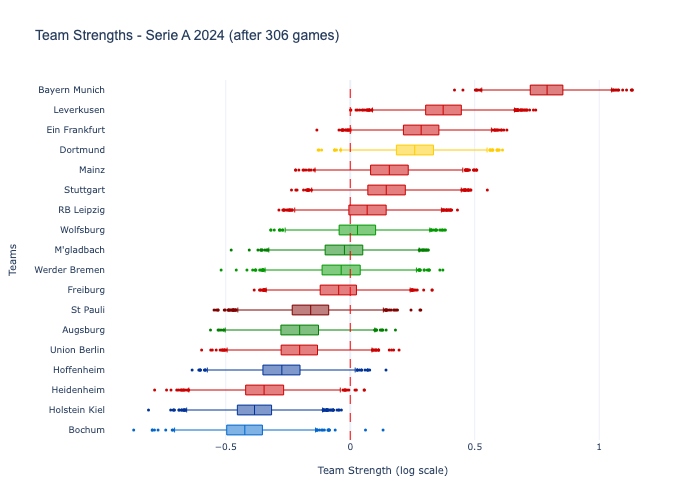 Team Strengths - Serie A 2024 (after 306 games)
Bayern Munich
Leverkusen
Ein Frankfurt
Dortmund
Mainz
Stuttgart
RB Leipzig
Wolfsburg
M'gladbach
Werder Bremen
Freiburg
St Pauli
Augsburg
Union Berlin
Hoffenheim
Heidenheim
Holstein Kiel
Bochum
Teams
−0.5 0 0.5 1
Team Strength (log scale)